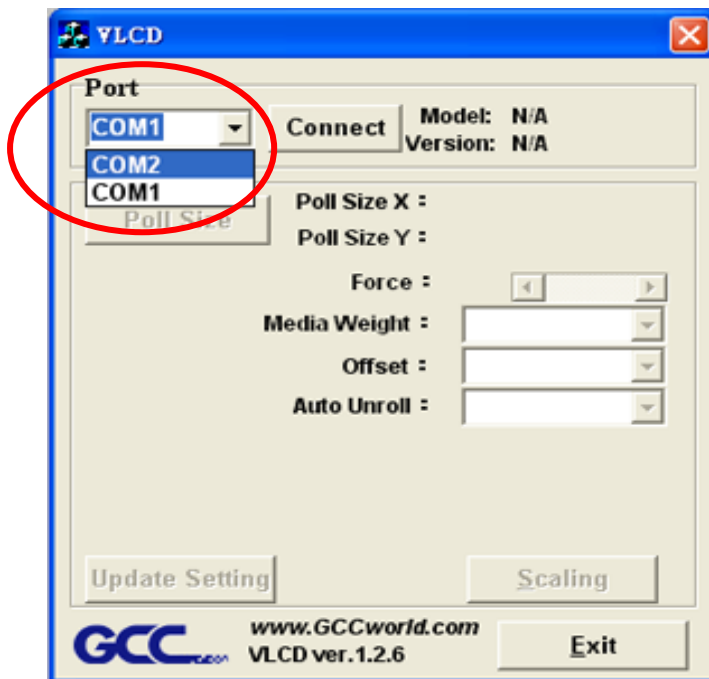 VLCD
Port
COM1
Connect
Model: N/A
Version: N/A
COM2
COM1
Poll Size
Poll Size X :
Poll Size Y :
Force :
Media Weight :
Offset :
Auto Unroll :
Update Setting
Scaling
GCC
www.GCCworld.com
VLCD ver.1.2.6
Exit